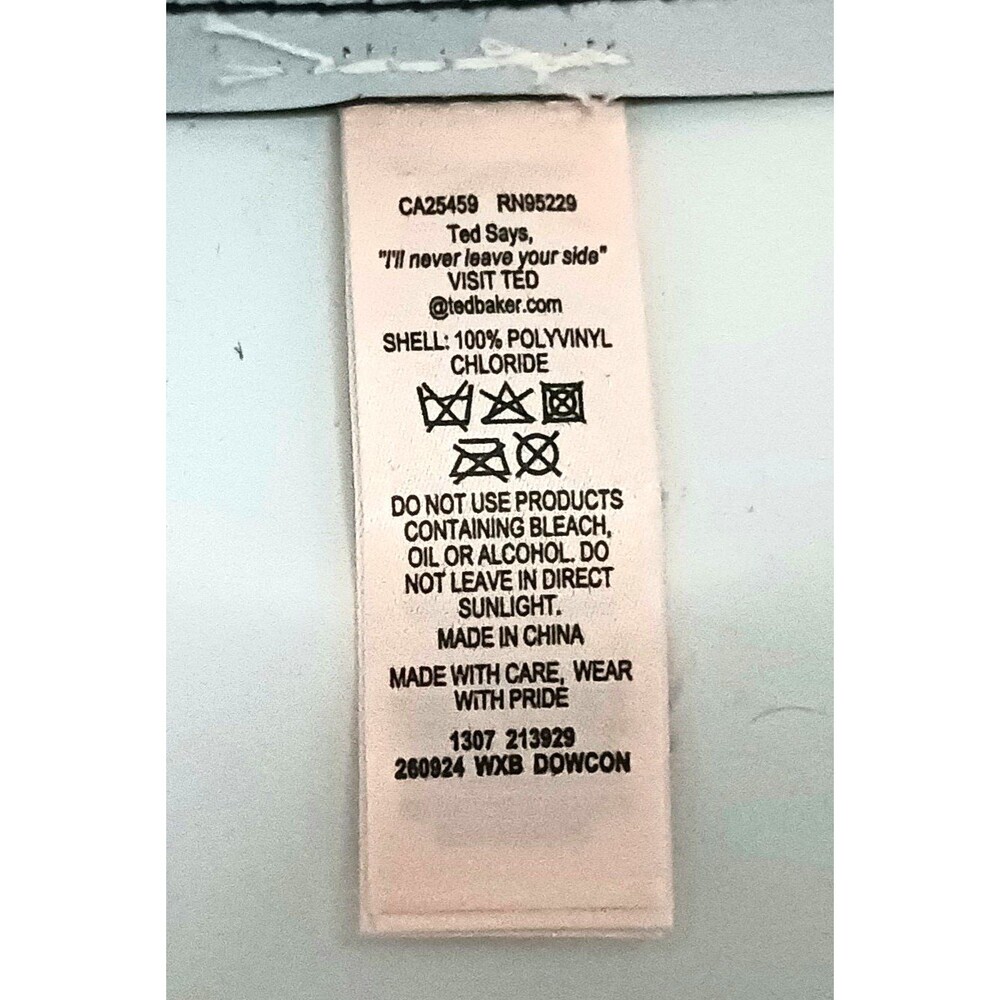 CA25459 RN95229
Ted Says,
"I'll never leave your side"
VISIT TED
@tedbaker.com
SHELL: 100% POLYVINYL
CHLORIDE
DO NOT USE PRODUCTS
CONTAINING BLEACH,
OIL OR ALCOHOL. DO
NOT LEAVE IN DIRECT
SUNLIGHT.
MADE IN CHINA
MADE WITH CARE, WEAR
WITH PRIDE
1307 213929
260924 WXB DOWCON